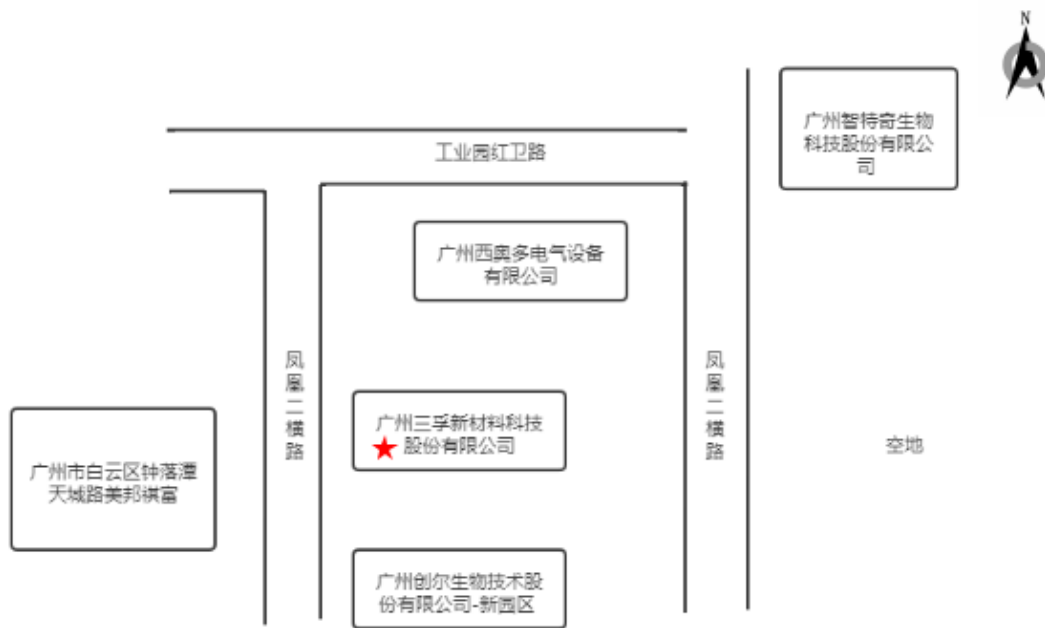 N
广州智特奇生物
科技股份有限公
司
工业园红卫路
广州西奥多电气设备
有限公司
凤
凰
二
横
路
凤
凰
二
横
路
广州三孚新材料科技
股份有限公司
空地
广州市白云区钟落潭
天城路美邦祺富
广州创尔生物技术股
份有限公司-新园区